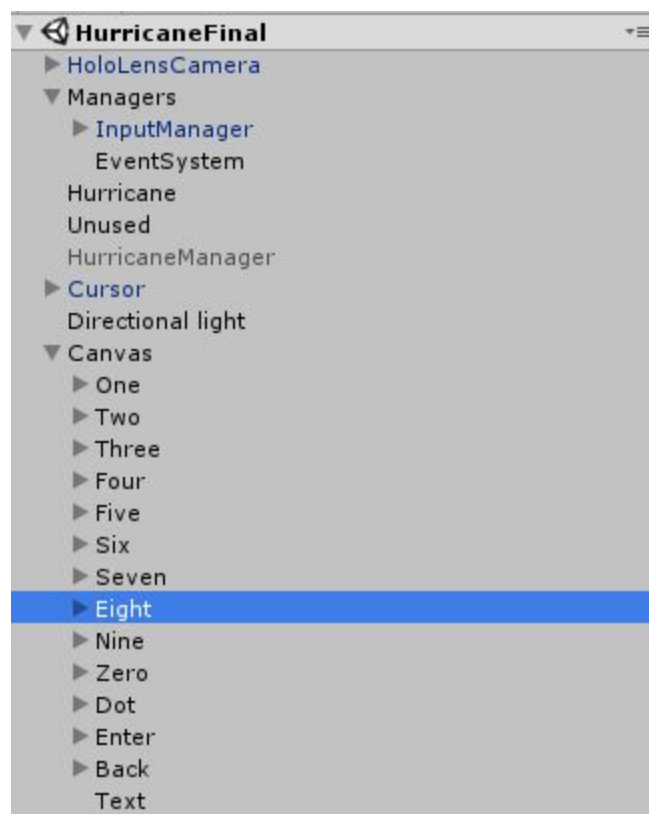 HurricaneFinal
HoloLensCamera
Managers
InputManager
EventSystem
Hurricane
Unused
HurricaneManager
Cursor
Directional light
Canvas
One
Two
Three
Four
Five
Six
Seven
Eight
Nine
Zero
Dot
Enter
Back
Text